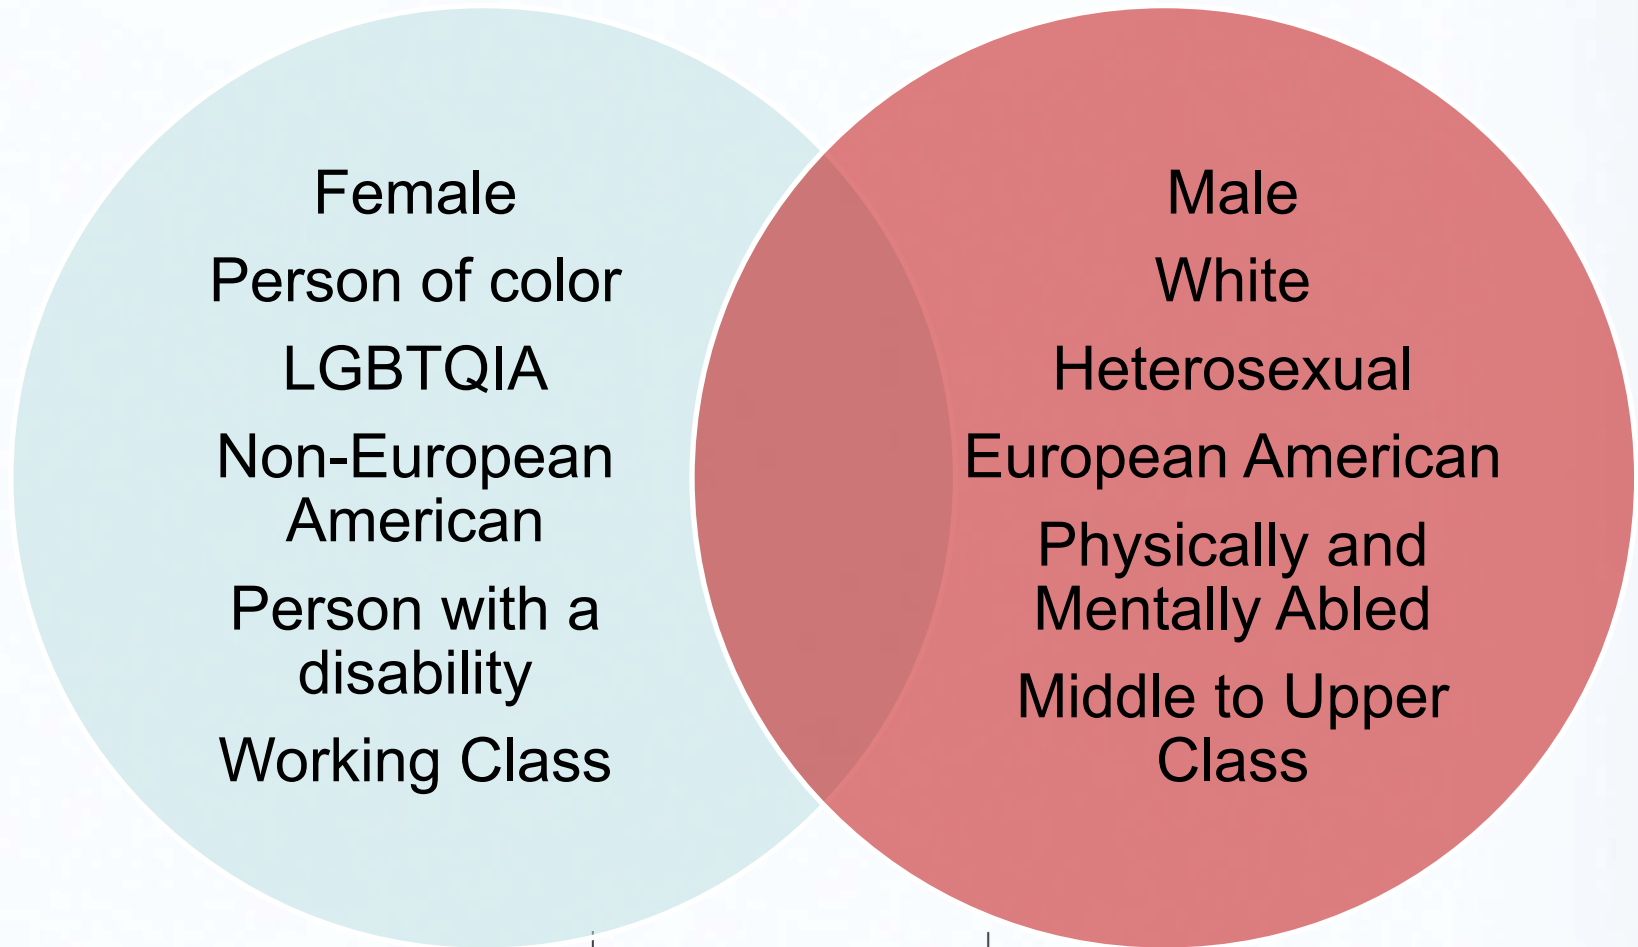 Female
Person of color
LGBTQIA
Non-European
American
Person with a
disability
Working Class
Male
White
Heterosexual
European American
Physically and
Mentally Abled
Middle to Upper
Class